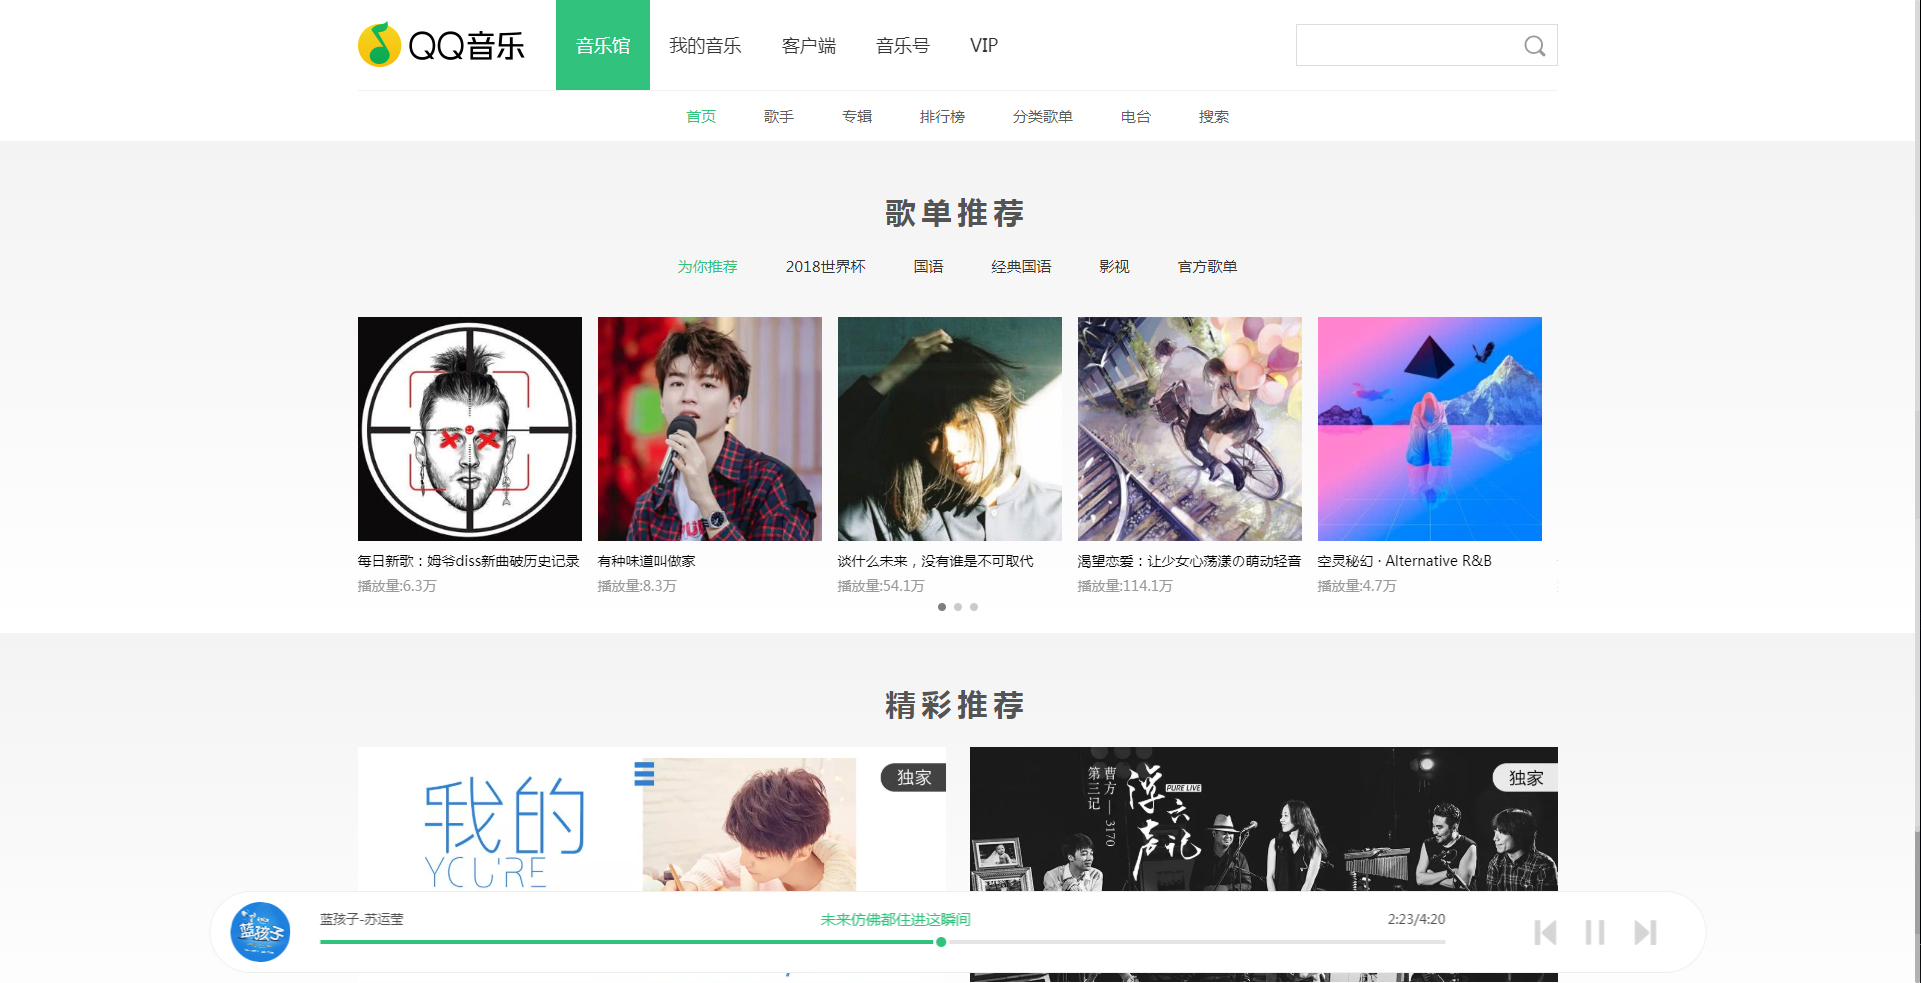 QQ音乐
音乐馆
我的音乐
客户端
音乐号
VIP
首页
歌手
专辑
排行榜
分类歌单
电台
搜索
歌单推荐
为你推荐
2018世界杯
国语
经典国语
影视
官方歌单
每日新歌：姆爷diss新曲破历史记录
播放量:6.3万
有种味道叫做家
播放量:8.3万
谈什么未来，没有谁是不可取代
播放量:54.1万
渴望恋爱：让少女心荡漾の萌动轻音
播放量:114.1万
空灵秘幻 · Alternative R&B
播放量:4.7万
精彩推荐
我的
YOU'RE
独家
第三记
曹方 — 3170
浮六声记
PURE LIVE
独家
蓝孩子
蓝孩子-苏运莹
未来仿佛都住进这瞬间
2:23/4:20